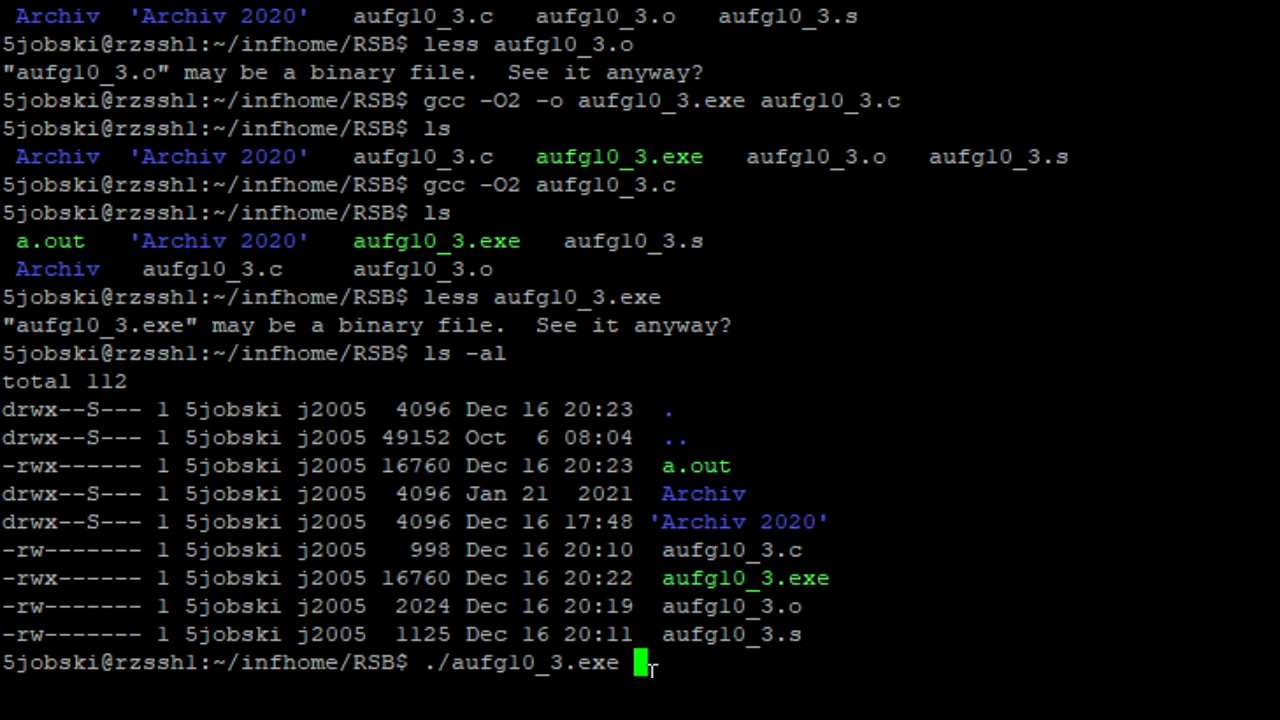 Archiv  'Archiv 2020'   aufg10_3.c   aufg10_3.o   aufg10_3.s
5jobski@rzssh1:~/infhome/RSB$ less aufg10_3.o
"aufg10_3.o" may be a binary file.  See it anyway?
5jobski@rzssh1:~/infhome/RSB$ gcc -O2 -o aufg10_3.exe aufg10_3.c
5jobski@rzssh1:~/infhome/RSB$ ls
 Archiv  'Archiv 2020'   aufg10_3.c   aufg10_3.exe   aufg10_3.o   aufg10_3.s
5jobski@rzssh1:~/infhome/RSB$ gcc -O2 aufg10_3.c
5jobski@rzssh1:~/infhome/RSB$ ls
 a.out   'Archiv 2020'   aufg10_3.exe   aufg10_3.s
 Archiv   aufg10_3.c     aufg10_3.o
5jobski@rzssh1:~/infhome/RSB$ less aufg10_3.exe
"aufg10_3.exe" may be a binary file.  See it anyway?
5jobski@rzssh1:~/infhome/RSB$ ls -al
total 112
drwx--S--- 1 5jobski j2005  4096 Dec 16 20:23  .
drwx--S--- 1 5jobski j2005 49152 Oct  6 08:04  ..
-rwx------ 1 5jobski j2005 16760 Dec 16 20:23  a.out
drwx--S--- 1 5jobski j2005  4096 Jan 21  2021  Archiv
drwx--S--- 1 5jobski j2005  4096 Dec 16 17:48 'Archiv 2020'
-rw------- 1 5jobski j2005   998 Dec 16 20:10  aufg10_3.c
-rwx------ 1 5jobski j2005 16760 Dec 16 20:22  aufg10_3.exe
-rw------- 1 5jobski j2005  2024 Dec 16 20:19  aufg10_3.o
-rw------- 1 5jobski j2005  1125 Dec 16 20:11  aufg10_3.s
5jobski@rzssh1:~/infhome/RSB$ ./aufg10_3.exe